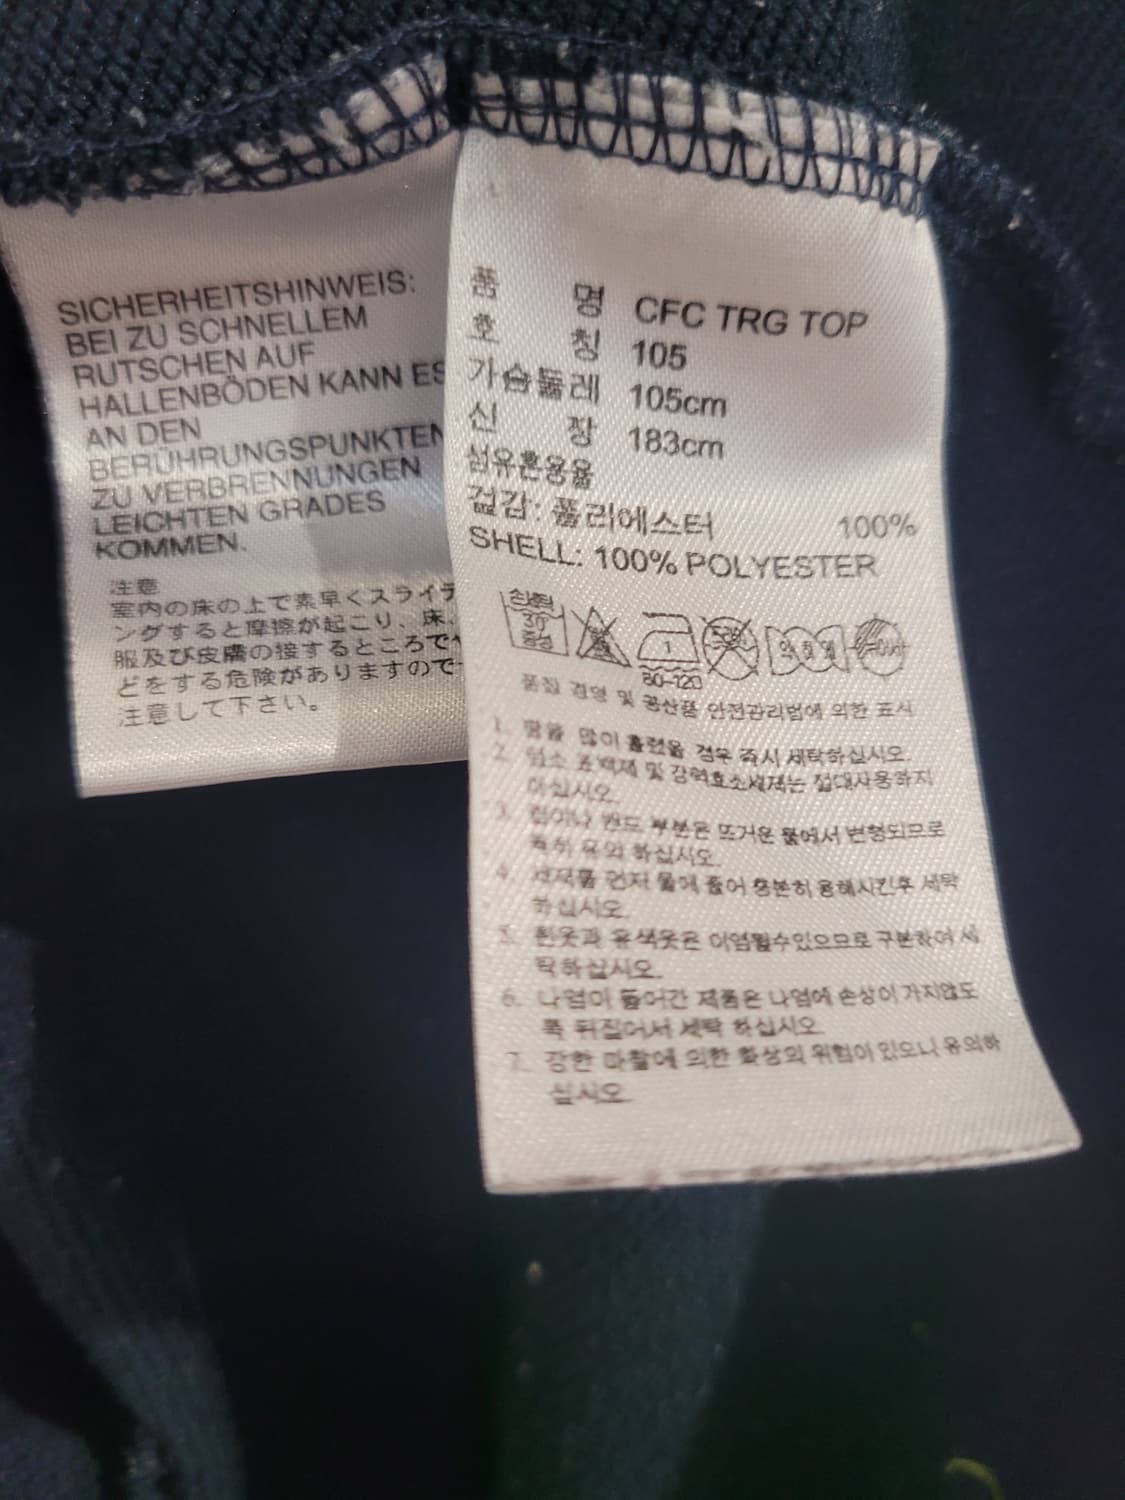 SICHERHEITSHINWEIS:
BEI ZU SCHNELLEM
RUTSCHEN AUF
HALLENBÖDEN KANN ES
AN DEN
BERÜHRUNGSPUNKTEN
ZU VERBRENNUNGEN
LEICHTEN GRADES
KOMMEN.
注意
室内の床の上で素早くスライデ
ングすると摩擦が起こり、床、
服及び皮膚の接するところで
どをする危険がありますので
注意して下さい。
품 명 CFC TRG TOP
호 칭 105
가슴둘레 105cm
신 장 183cm
섬유혼용율
겉감: 폴리에스터 100%
SHELL: 100% POLYESTER
손세탁
30°
중성
1
80-120
품질 경영 및 공산품 안전관리법에 의한 표시
1. 땀을 많이 흘렸을 경우 즉시 세탁하십시오.
2. 염소 표백제 및 강력효소세제는 절대사용하지
마십시오.
3. 컬이나 밴드 부분은 뜨거운 물에서 변형되므로
특히 유의 하십시오.
4. 세제를 먼저 물에 풀어 충분히 용해시킨후 세탁
하십시오.
5. 흰옷과 유색옷은 이염될수있으므로 구분하여 세
탁하십시오.
6. 나염이 들어간 제품은 나염에 손상이 가지않도
록 뒤집어서 세탁 하십시오.
7. 강한 마찰에 의한 화상의 위험이 있으니 유의하
십시오.